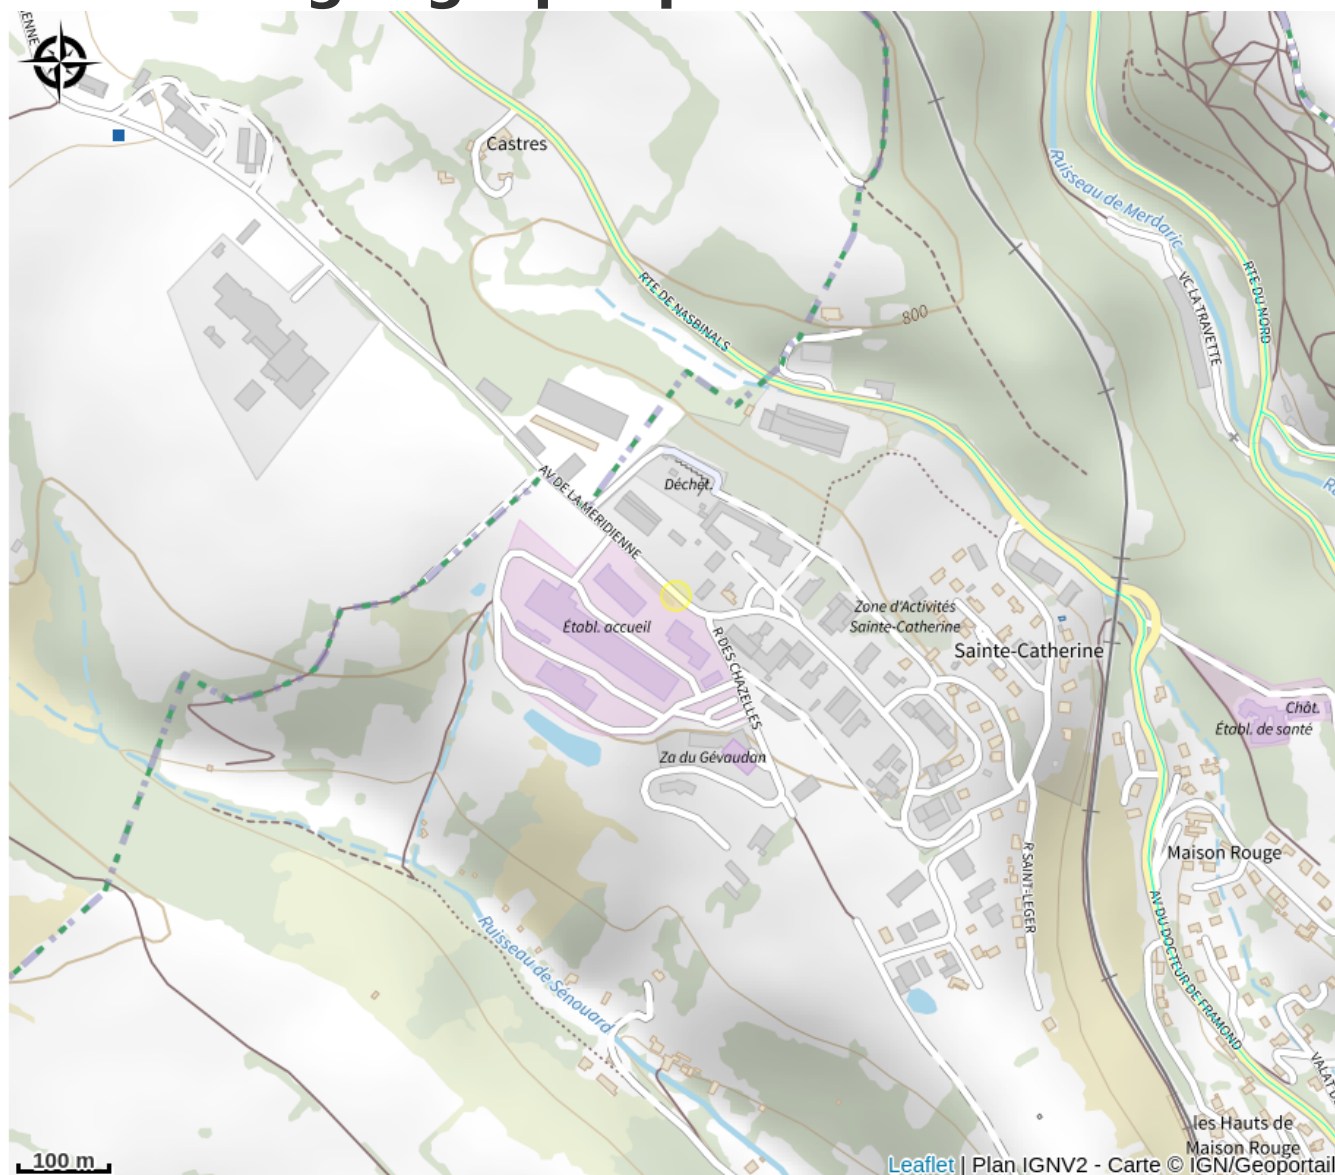 ENNE
Castres
Ruisseau de Merdaric
RTE DU NORD
VC LA TRAVETTE
RTE DE NASBINALS
800
AV DE LA MERIDIENNE
Déchèt.
Établ. accueil
Zone d'Activités
Sainte-Catherine
Sainte-Catherine
R DES CHAZELLES
Chât.
Établ. de santé
Za du Gévaudan
Maison Rouge
R SAINT-LEGER
AV DU DOCTEUR DE FRAMOND
Ruisseau de Sénouard
VALAT D
les Hauts de
Maison Rouge
100 m
Leaflet | Plan IGNV2 - Carte © IGN/Geoportail